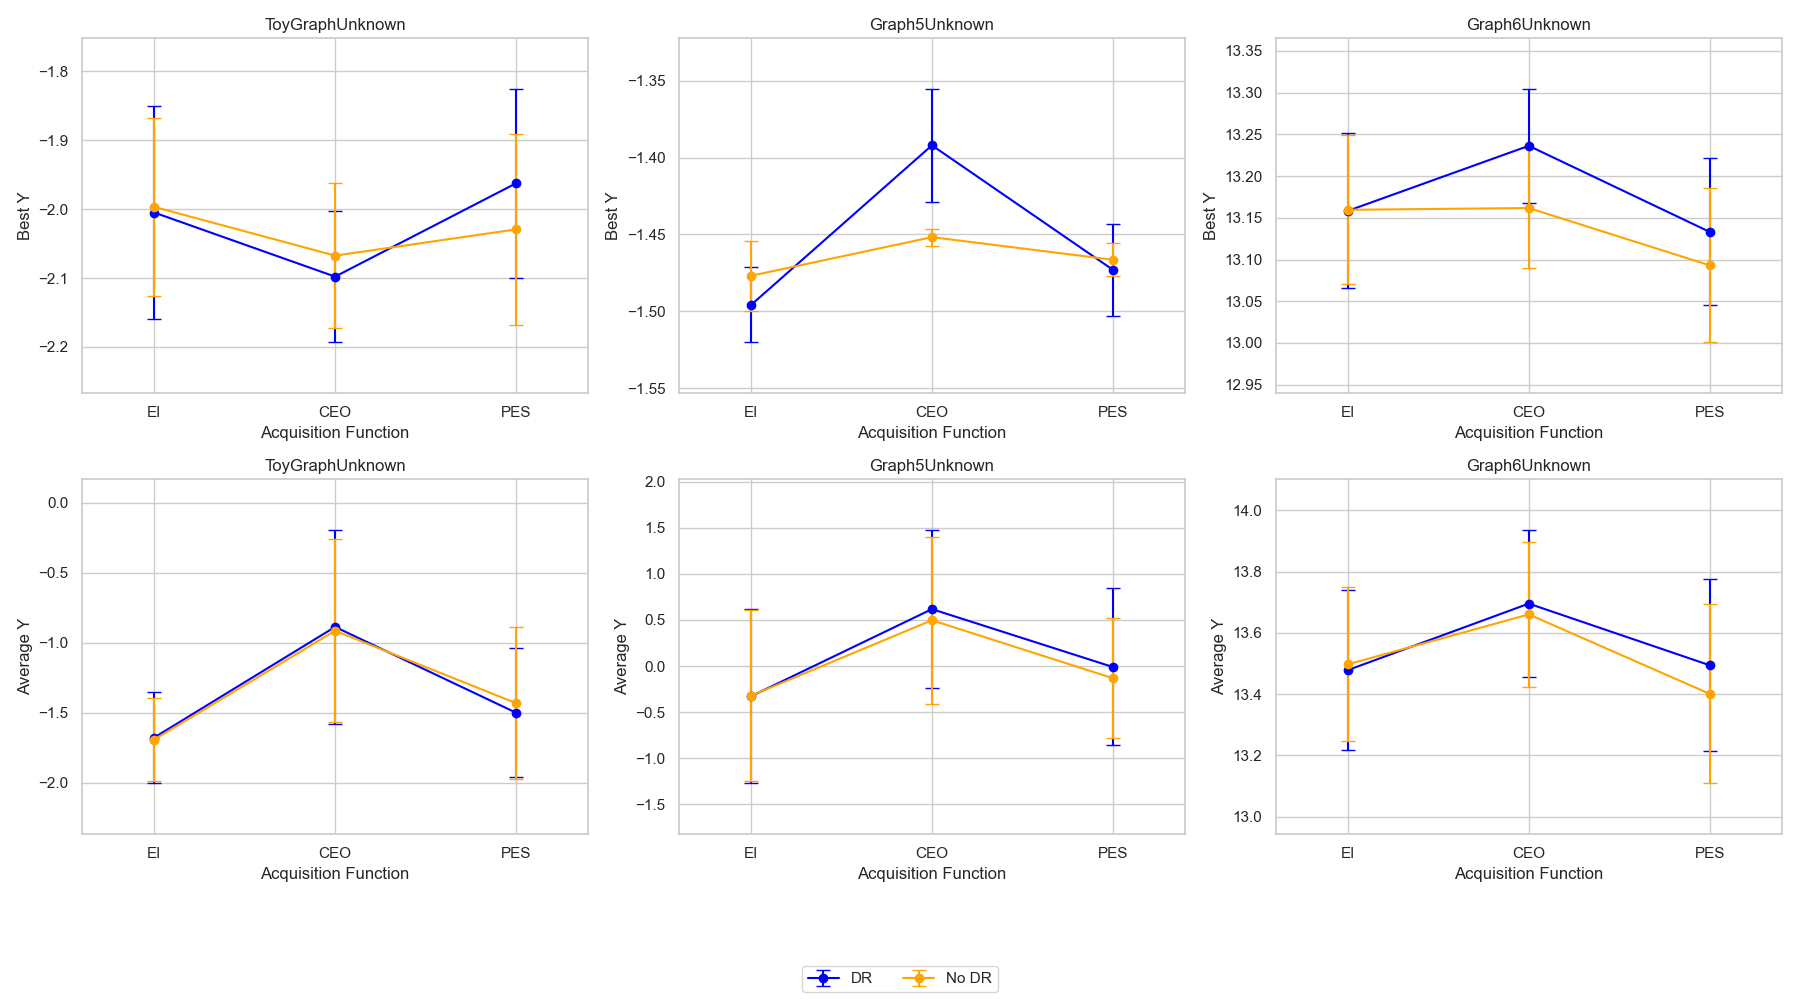 ToyGraphUnknown
−1.8
−1.9
−2.0
−2.1
−2.2
Best Y
EI CEO PES
Acquisition Function
Graph5Unknown
−1.35
−1.40
−1.45
−1.50
−1.55
Best Y
EI CEO PES
Acquisition Function
Graph6Unknown
13.35
13.30
13.25
13.20
13.15
13.10
13.05
13.00
12.95
Best Y
EI CEO PES
Acquisition Function
ToyGraphUnknown
0.0
−0.5
−1.0
−1.5
−2.0
Average Y
EI CEO PES
Acquisition Function
Graph5Unknown
2.0
1.5
1.0
0.5
0.0
−0.5
−1.0
−1.5
Average Y
EI CEO PES
Acquisition Function
Graph6Unknown
14.0
13.8
13.6
13.4
13.2
13.0
Average Y
EI CEO PES
Acquisition Function
DR No DR